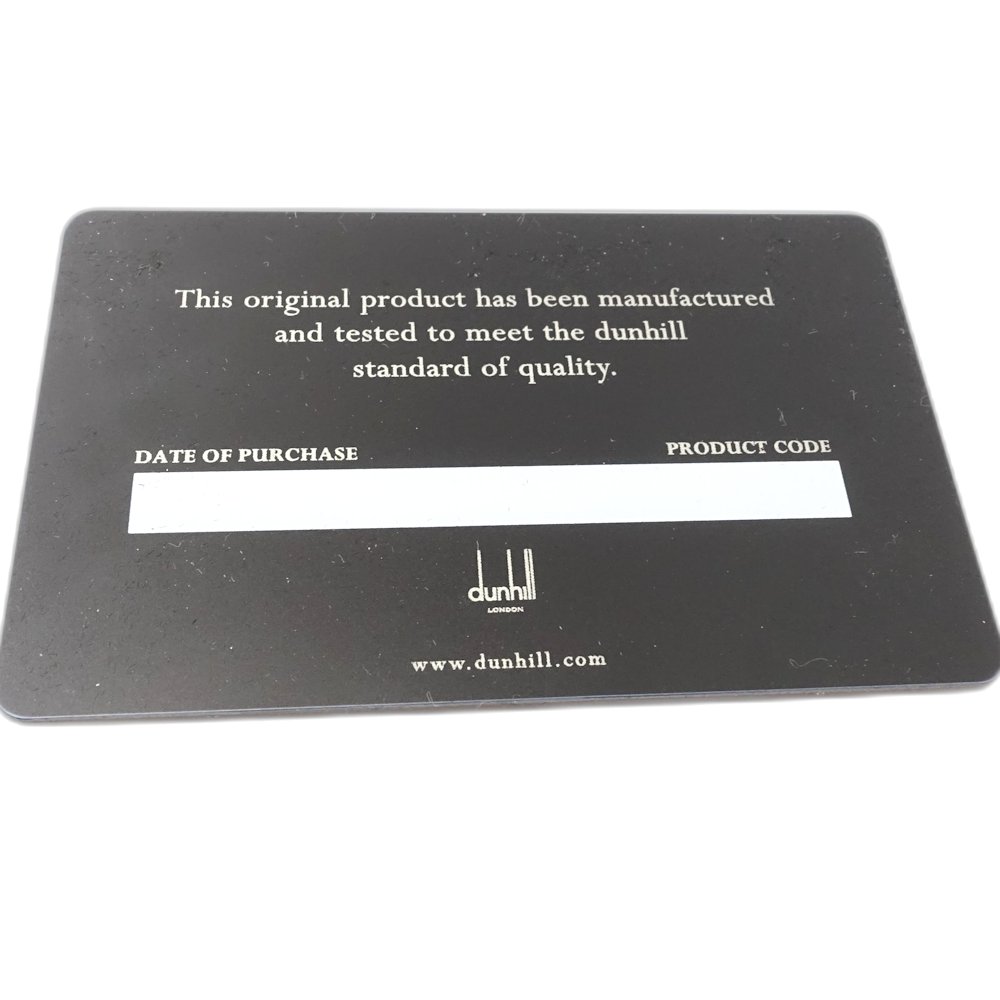 This original product has been manufactured
and tested to meet the dunhill
standard of quality.
DATE OF PURCHASE PRODUCT CODE
dunhill
LONDON
www.dunhill.com